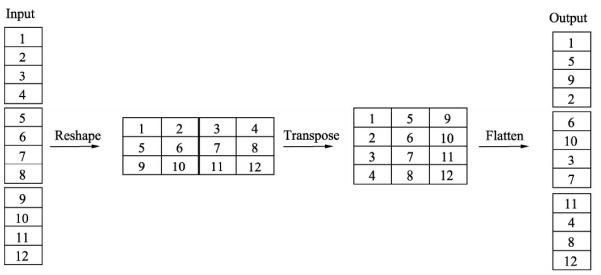 Input
1
2
3
4
5
6
7
8
9
10
11
12
Reshape
1 2 3 4
5 6 7 8
9 10 11 12
Transpose
1 5 9
2 6 10
3 7 11
4 8 12
Flatten
Output
1
5
9
2
6
10
3
7
11
4
8
12